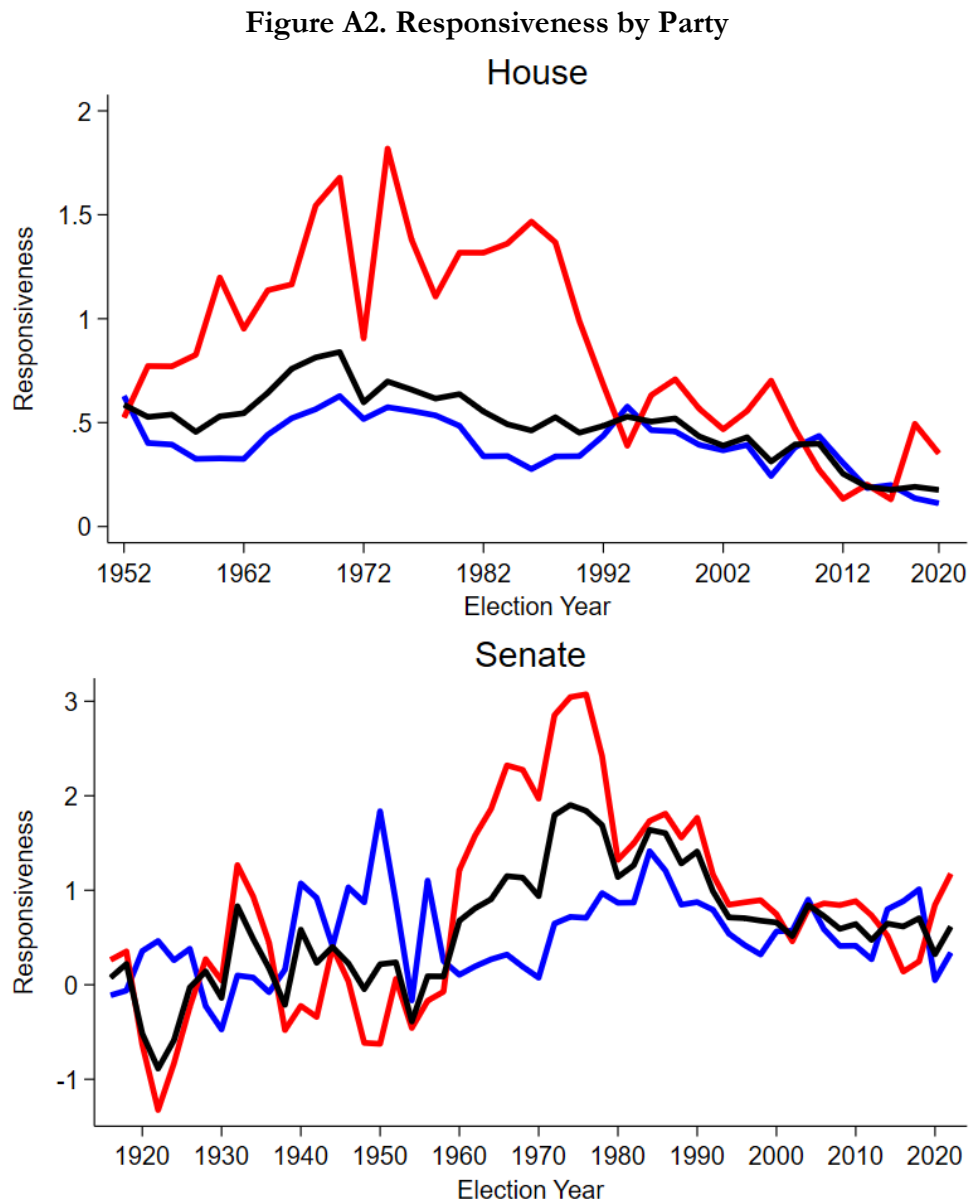 Figure A2. Responsiveness by Party
House
2
1.5
1
.5
0
Responsiveness
1952 1962 1972 1982 1992 2002 2012 2020
Election Year
Senate
3
2
1
0
-1
Responsiveness
1920 1930 1940 1950 1960 1970 1980 1990 2000 2010 2020
Election Year